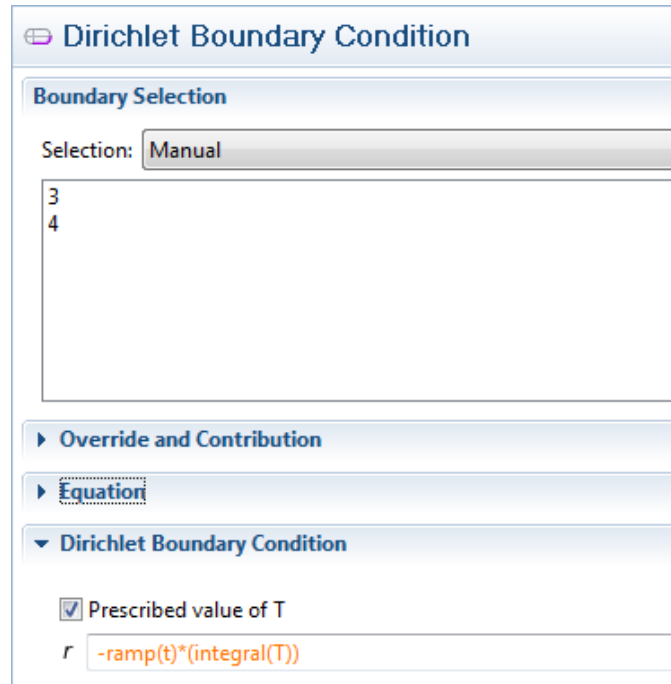 Dirichlet Boundary Condition
Boundary Selection
Selection: Manual
3
4
Override and Contribution
Equation
Dirichlet Boundary Condition
Prescribed value of T
r -ramp(t)*(integral(T))